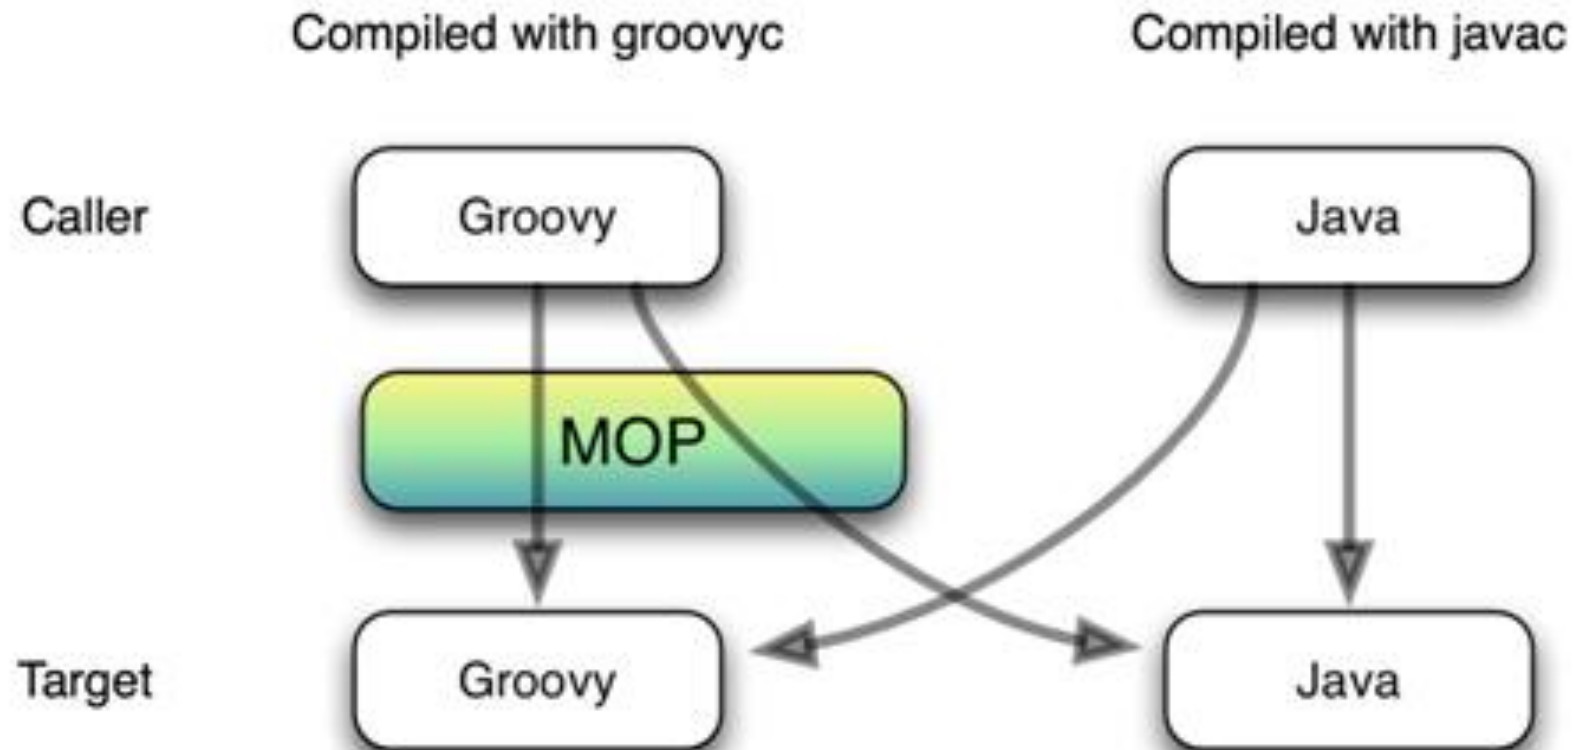 Compiled with groovyc
Compiled with javac
Caller
Groovy
Java
MOP
Target
Groovy
Java